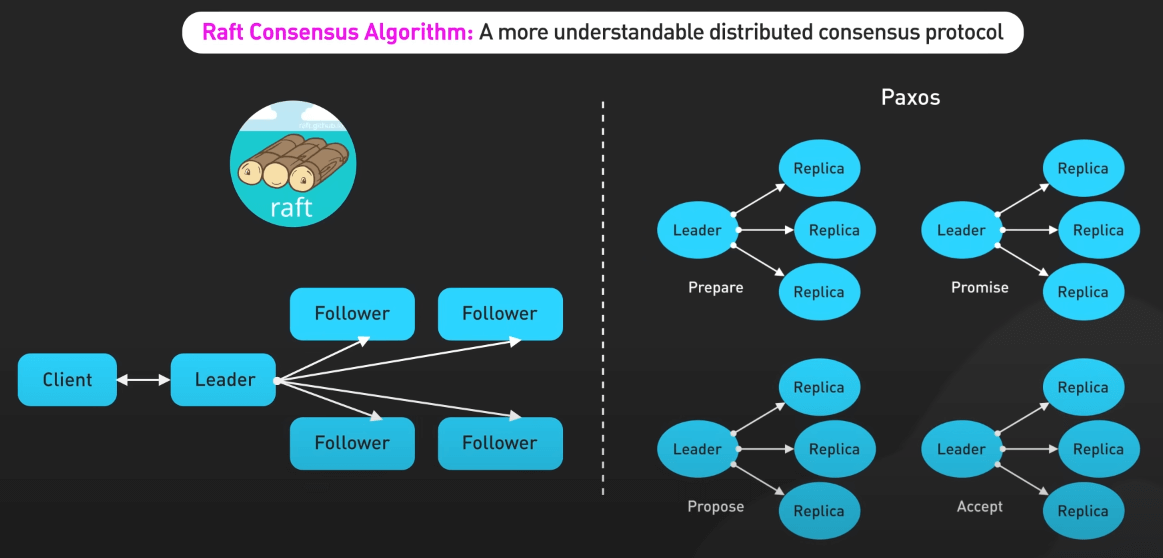 Raft Consensus Algorithm: A more understandable distributed consensus protocol
raft
Client
Leader
Follower
Follower
Follower
Follower
Paxos
Leader
Replica
Replica
Replica
Prepare
Leader
Replica
Replica
Replica
Promise
Leader
Replica
Replica
Replica
Propose
Leader
Replica
Replica
Replica
Accept